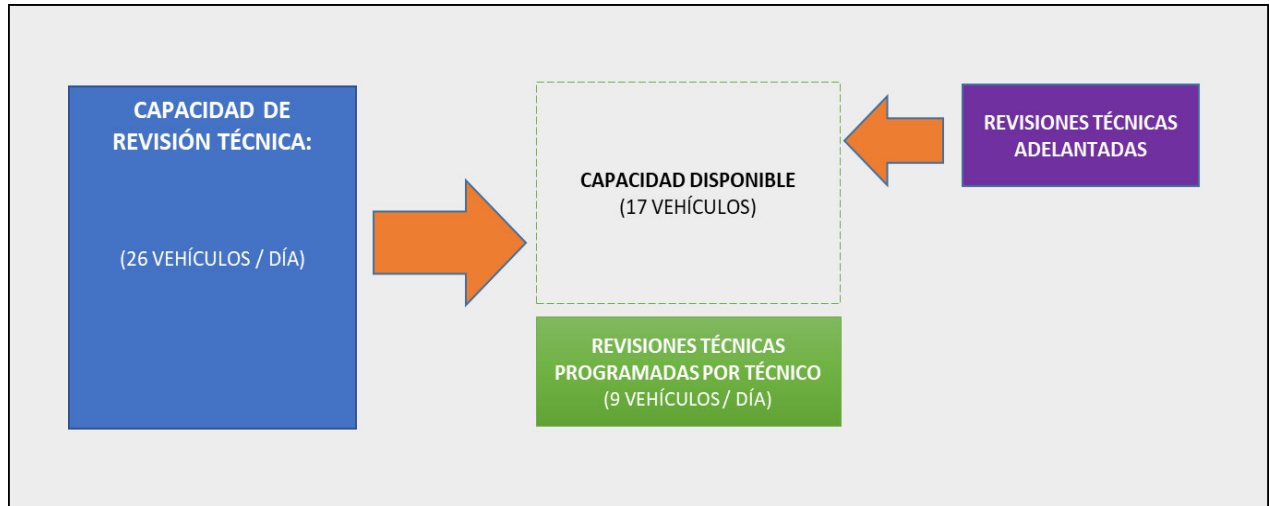 CAPACIDAD DE
REVISIÓN TÉCNICA:
(26 VEHÍCULOS / DÍA)
CAPACIDAD DISPONIBLE
(17 VEHÍCULOS)
REVISIONES TÉCNICAS
PROGRAMADAS POR TÉCNICO
(9 VEHÍCULOS / DÍA)
REVISIONES TÉCNICAS
ADELANTADAS